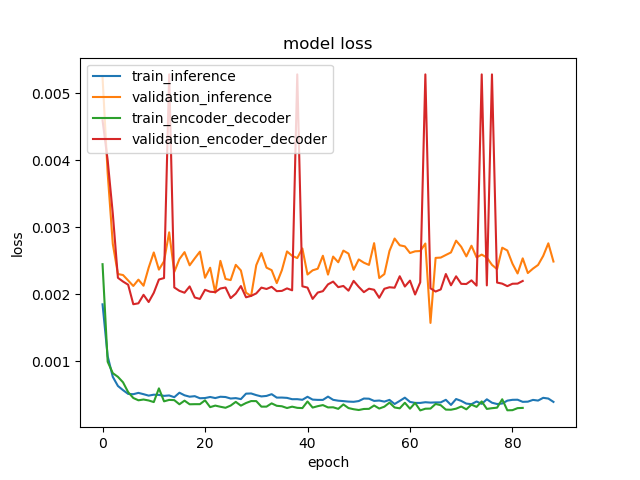 model loss
train_inference
validation_inference
train_encoder_decoder
validation_encoder_decoder
loss
0.005
0.004
0.003
0.002
0.001
0 20 40 60 80
epoch